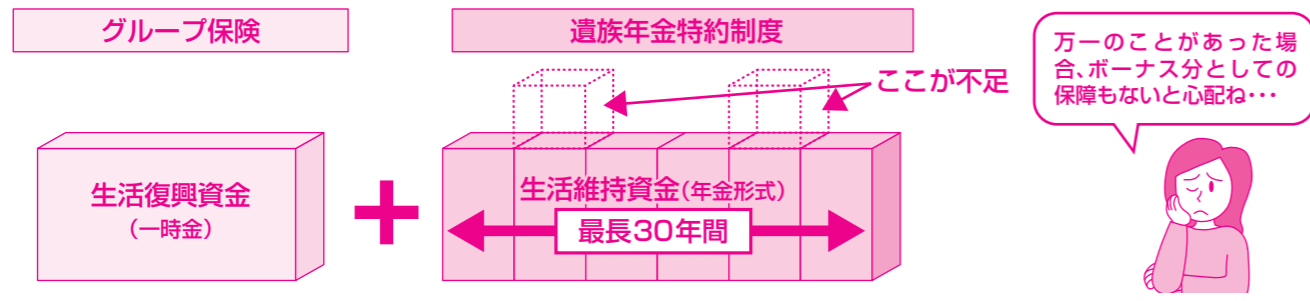 グループ保険
遺族年金特約制度
ここが不足
万一のことがあった場
合、ボーナス分としての
保障もないと心配ね・・・
生活復興資金
(一時金)
+
生活維持資金(年金形式)
最長30年間